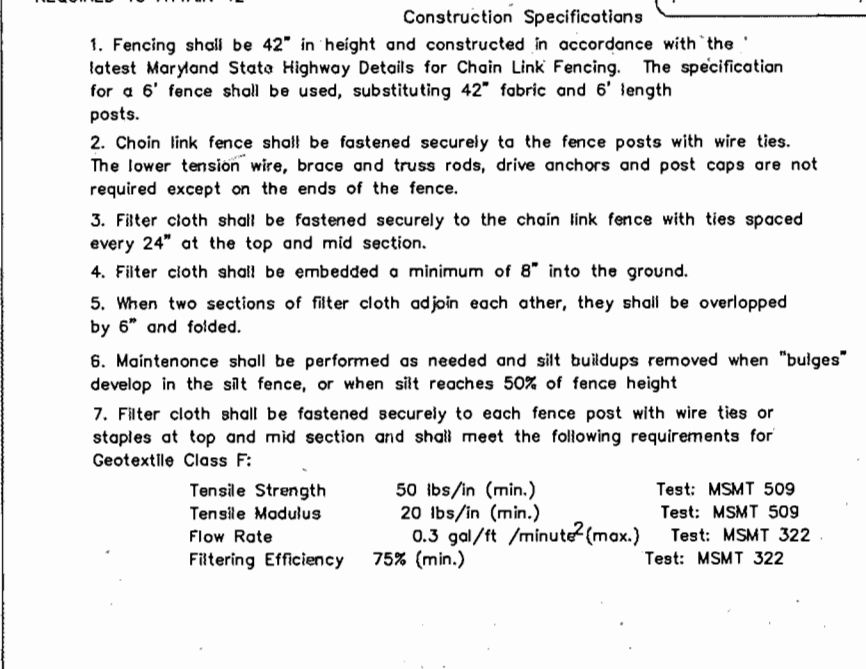 Construction Specifications
1. Fencing shall be 42" in height and constructed in accordance with the
latest Maryland State Highway Details for Chain Link Fencing. The specification
for a 6' fence shall be used, substituting 42" fabric and 6' length
posts.
2. Chain link fence shall be fastened securely to the fence posts with wire ties.
The lower tension wire, brace and truss rods, drive anchors and post caps are not
required except on the ends of the fence.
3. Filter cloth shall be fastened securely to the chain link fence with ties spaced
every 24" at the top and mid section.
4. Filter cloth shall be embedded a minimum of 8" into the ground.
5. When two sections of filter cloth adjoin each other, they shall be overlapped
by 6" and folded.
6. Maintenance shall be performed as needed and silt buildups removed when "bulges"
develop in the silt fence, or when silt reaches 50% of fence height
7. Filter cloth shall be fastened securely to each fence post with wire ties or
staples at top and mid section and shall meet the following requirements for
Geotextile Class F:
Tensile Strength 50 lbs/in (min.) Test: MSMT 509
Tensile Modulus 20 lbs/in (min.) Test: MSMT 509
Flow Rate 0.3 gal/ft /minute²(max.) Test: MSMT 322
Filtering Efficiency 75% (min.) Test: MSMT 322